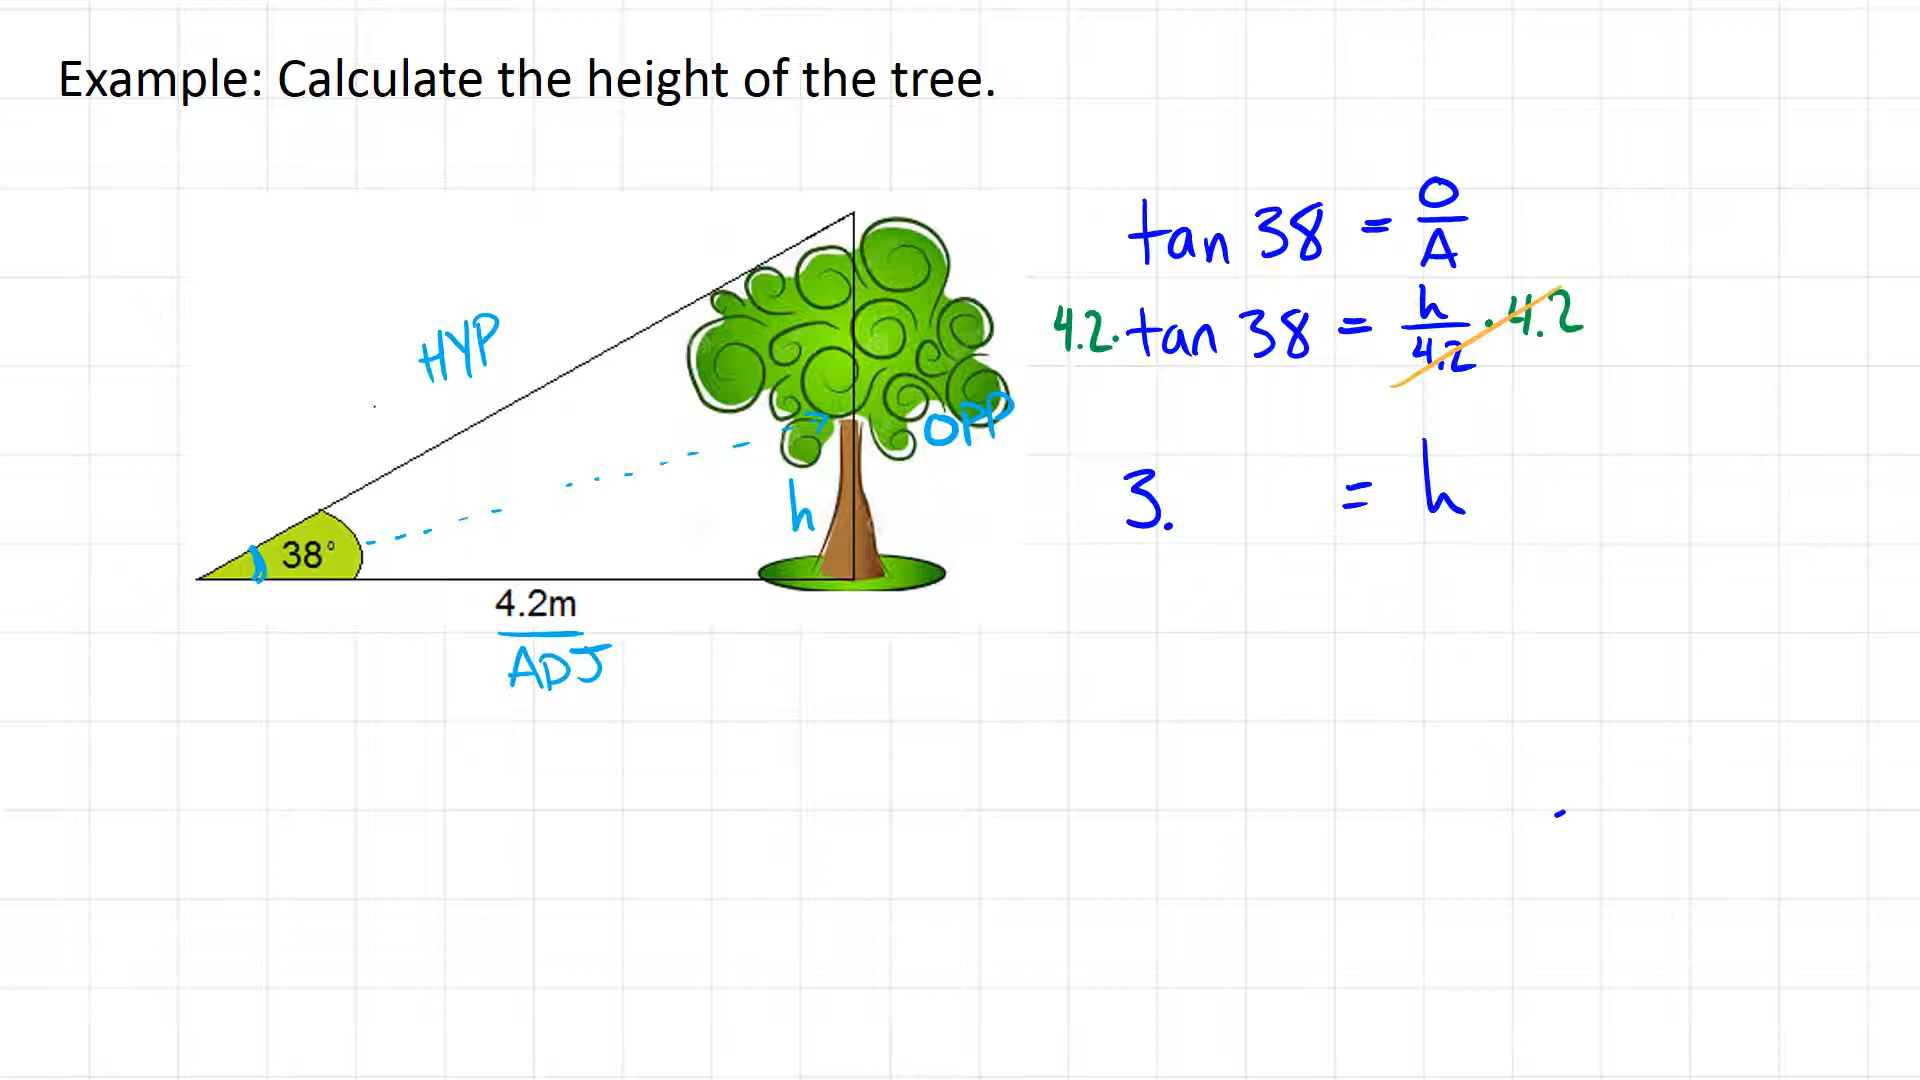 Example: Calculate the height of the tree.
tan 38 = O/A
4.2 · tan 38 = h/4.2 · 4.2
3. = h
HYP
OPP
h
38°
4.2m
ADJ